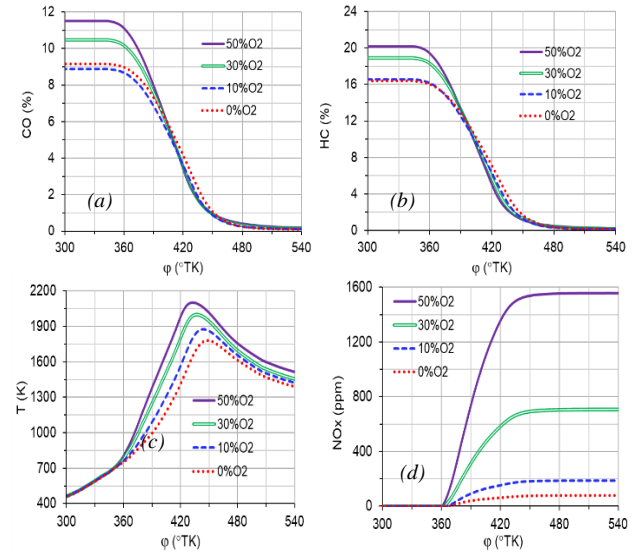 12
10
8
6
4
2
0
CO (%)
50%O2
30%O2
10%O2
0%O2
(a)
300 360 420 480 540
φ (°TK)
24
20
16
12
8
4
0
HC (%)
50%O2
30%O2
10%O2
0%O2
(b)
300 360 420 480 540
φ (°TK)
2200
1900
1600
1300
1000
700
400
T (K)
50%O2
30%O2
10%O2
0%O2
(c)
300 360 420 480 540
φ (°TK)
1600
1200
800
400
0
NOx (ppm)
50%O2
30%O2
10%O2
0%O2
(d)
300 360 420 480 540
φ (°TK)